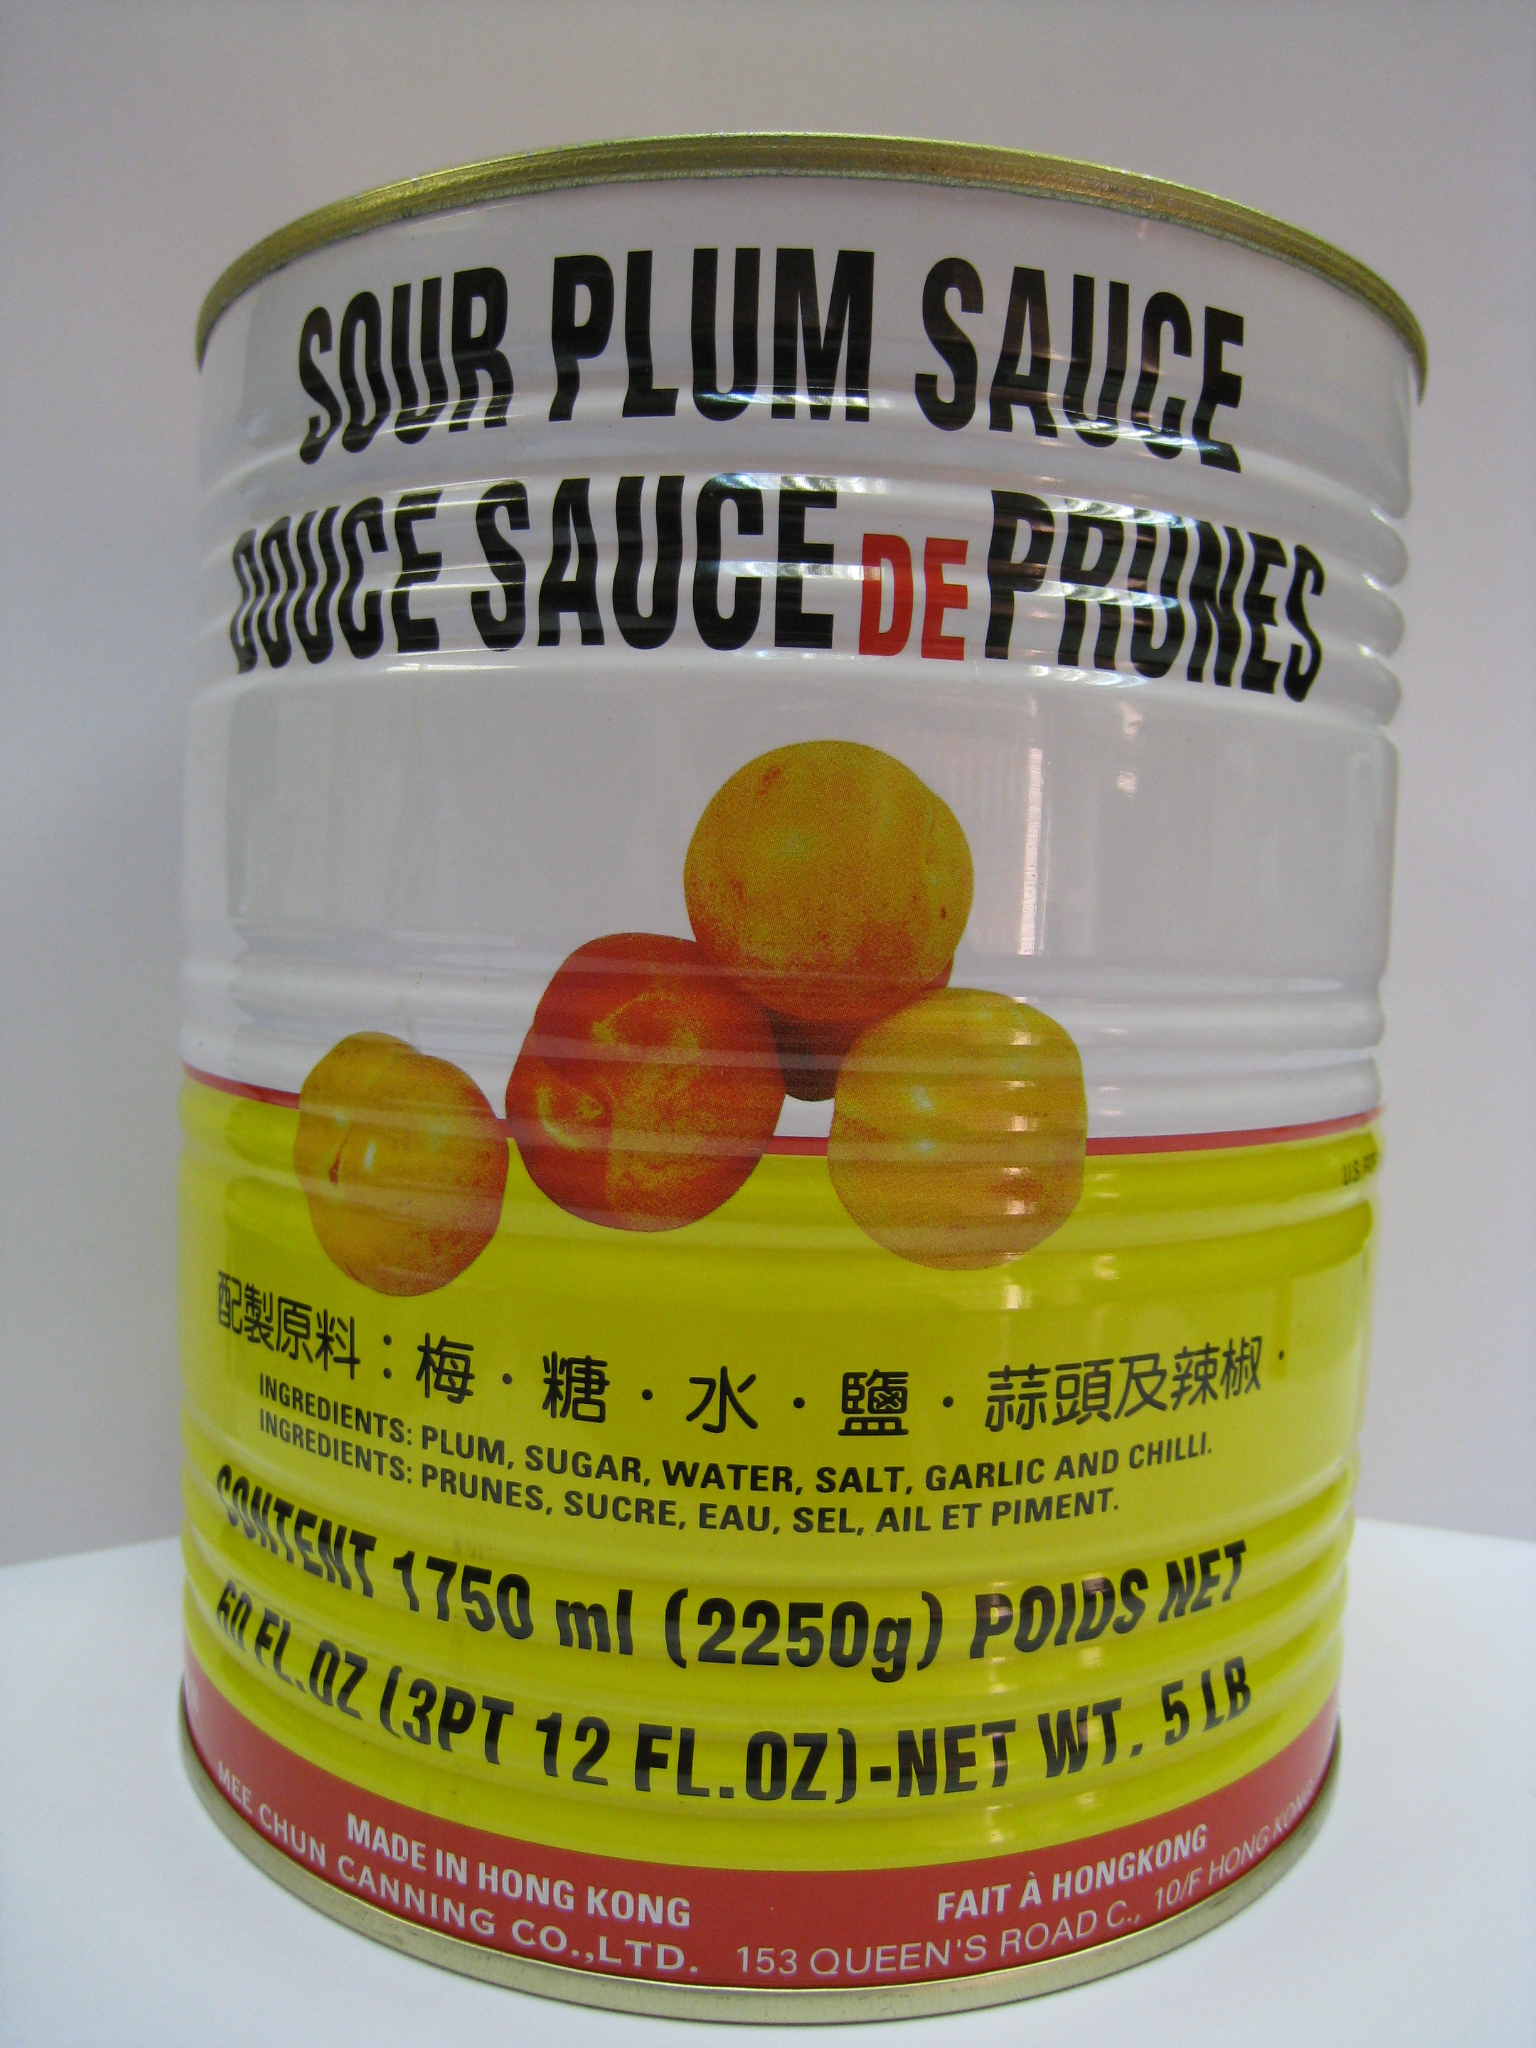 SOUR PLUM SAUCE
DOUCE SAUCE DE PRUNES
配製原料：梅·糖·水·鹽·蒜頭及辣椒·
INGREDIENTS: PLUM, SUGAR, WATER, SALT, GARLIC AND CHILLI.
INGREDIENTS: PRUNES, SUCRE, EAU, SEL, AIL ET PIMENT.
CONTENT 1750 ml (2250g) POIDS NET
60 FL.OZ (3PT 12 FL.OZ)-NET WT. 5 LB
MADE IN HONG KONG FAIT À HONGKONG
MEE CHUN CANNING CO.,LTD. 153 QUEEN'S ROAD C., 10/F HONG KONG
U.S.